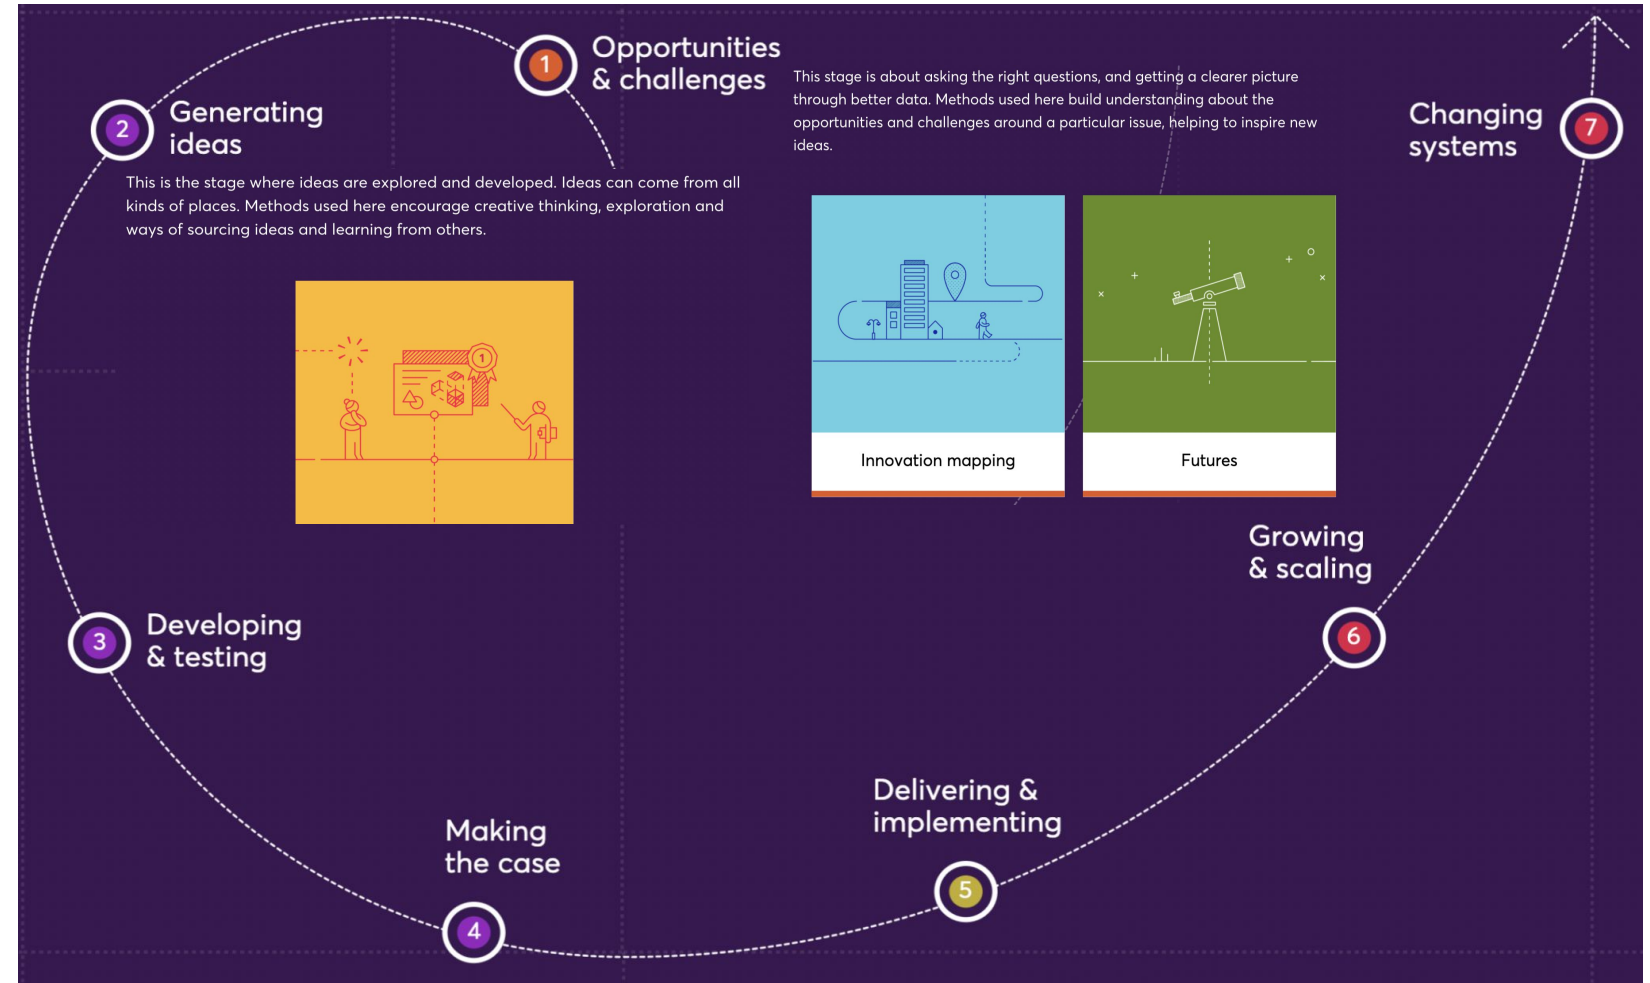 1
Opportunities
& challenges
This stage is about asking the right questions, and getting a clearer picture
through better data. Methods used here build understanding about the
opportunities and challenges around a particular issue, helping to inspire new
ideas.
Innovation mapping
Futures
2
Generating
ideas
This is the stage where ideas are explored and developed. Ideas can come from all
kinds of places. Methods used here encourage creative thinking, exploration and
ways of sourcing ideas and learning from others.
1
3
Developing
& testing
4
Making
the case
5
Delivering &
implementing
6
Growing
& scaling
7
Changing
systems